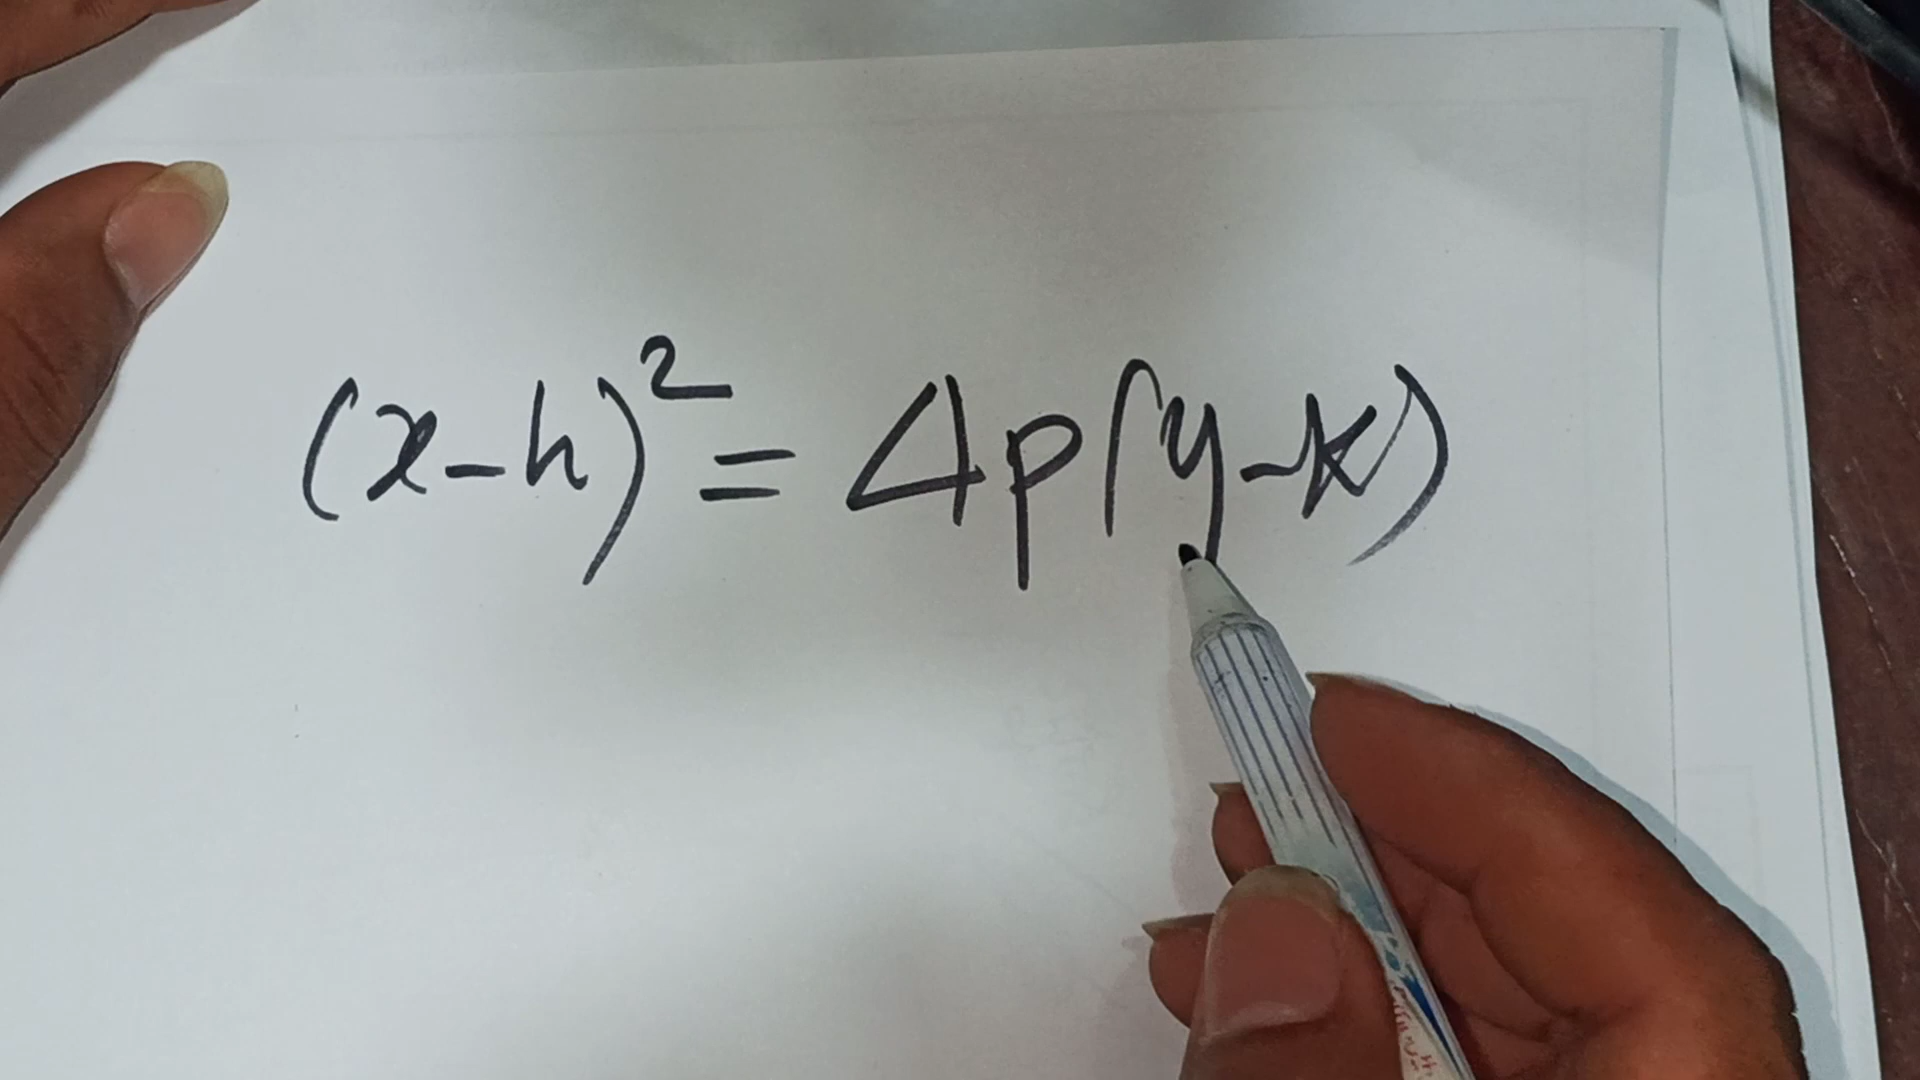 (x-h)² = 4p(y-k)